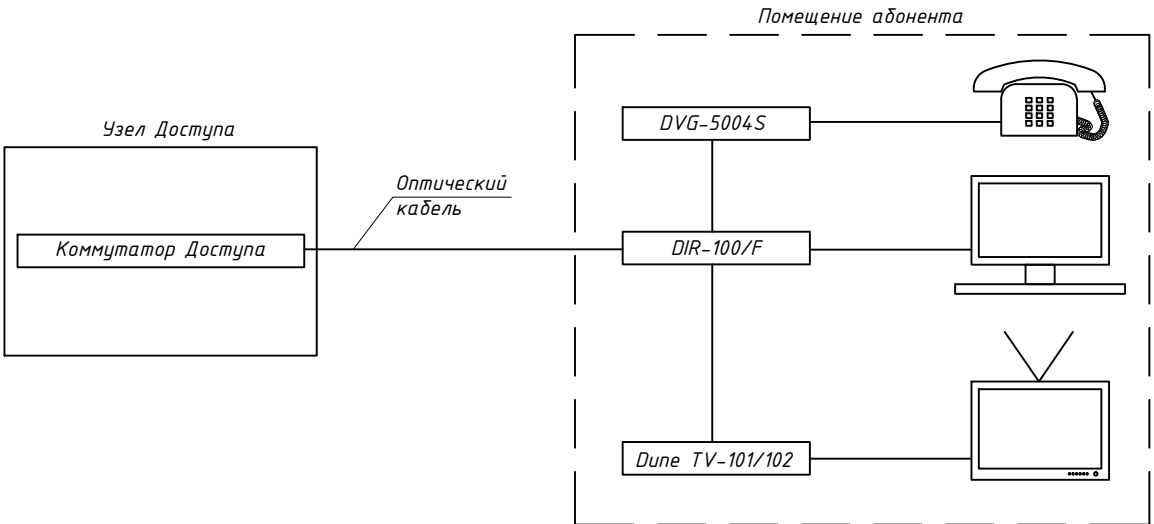 Помещение абонента
Узел Доступа
DVG-5004S
Оптический
кабель
Коммутатор Доступа
DIR-100/F
Dune TV-101/102